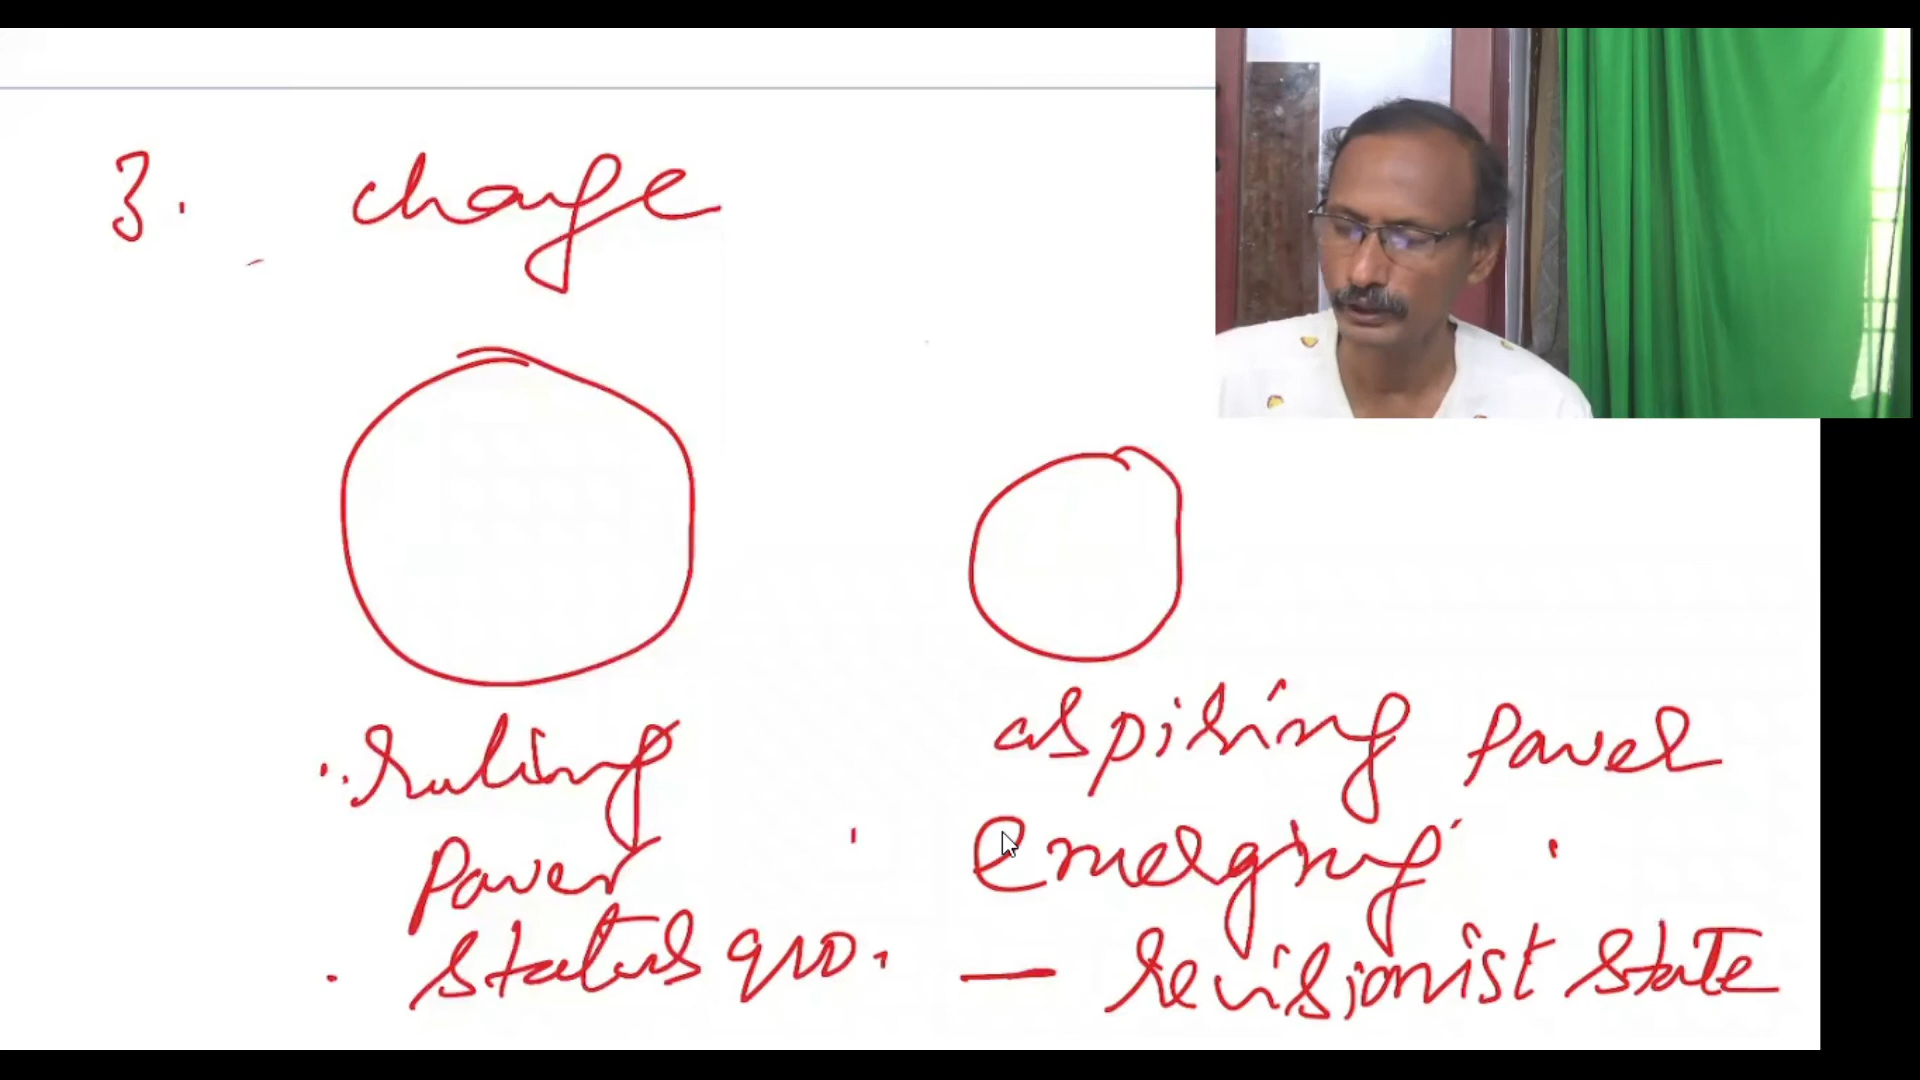 3. change
ruling
power
status quo.
aspiring power
emerging
— revisionist state